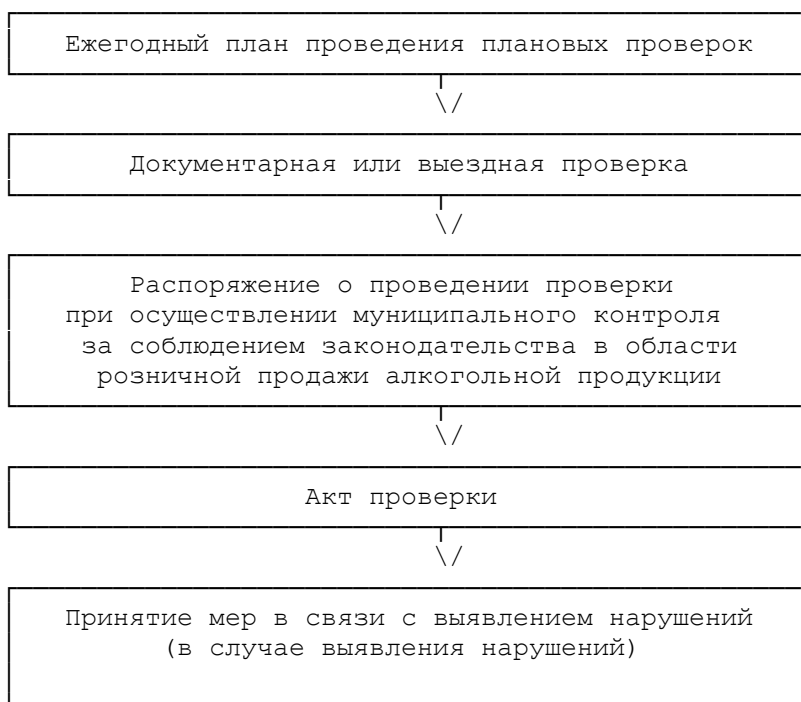 Ежегодный план проведения плановых проверок
\/
Документарная или выездная проверка
\/
Распоряжение о проведении проверки
при осуществлении муниципального контроля
за соблюдением законодательства в области
розничной продажи алкогольной продукции
\/
Акт проверки
\/
Принятие мер в связи с выявлением нарушений
(в случае выявления нарушений)